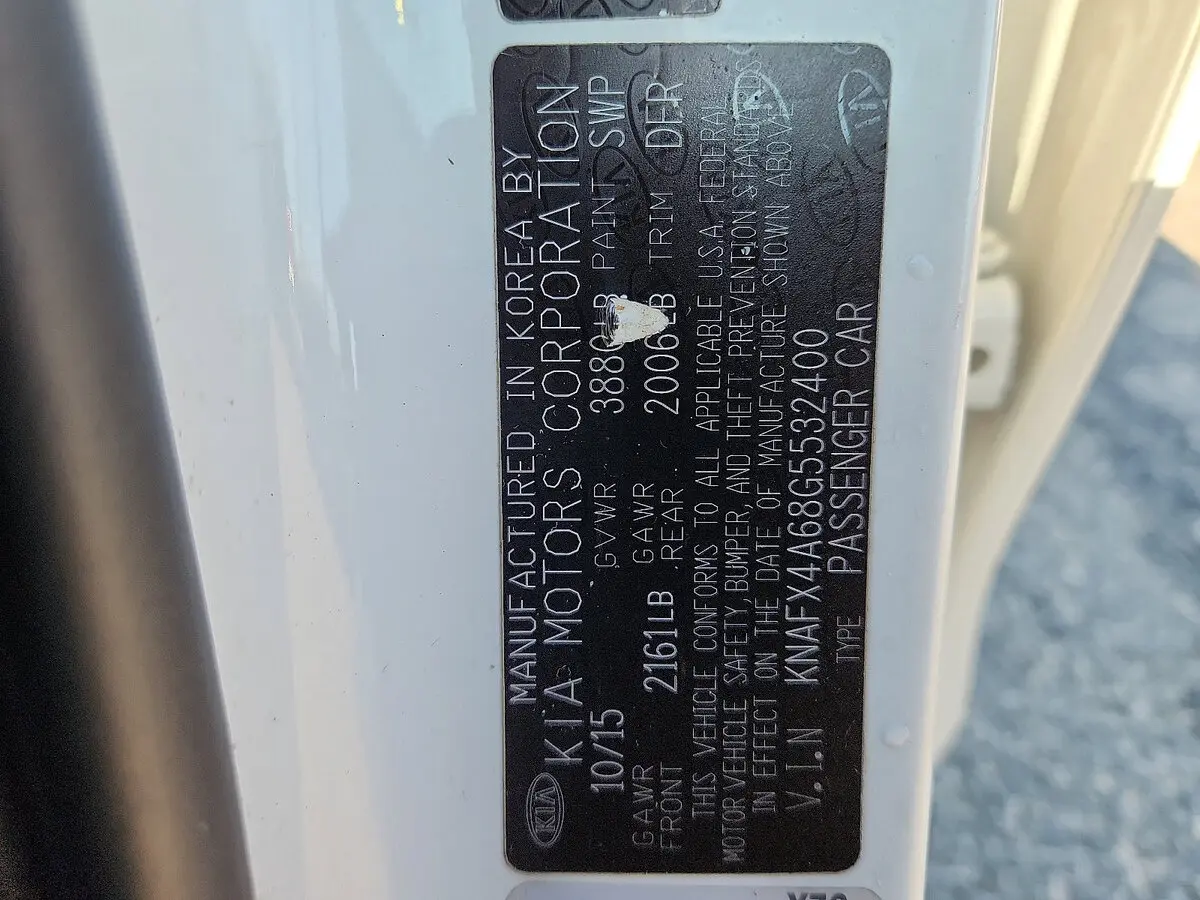 KIA
MANUFACTURED IN KOREA BY
KIA MOTORS CORPORATION
10/15 GVWR PAINT SWP
GAWR FRONT 2161LB GAWR REAR 2006LB TRIM
THIS VEHICLE CONFORMS TO ALL APPLICABLE U.S.A. FEDERAL
MOTOR VEHICLE SAFETY, BUMPER, AND THEFT PREVENTION STANDARDS
IN EFFECT ON THE DATE OF MANUFACTURE SHOWN ABOVE
V.I.N KNAFX4A68G5532400
TYPE PASSENGER CAR